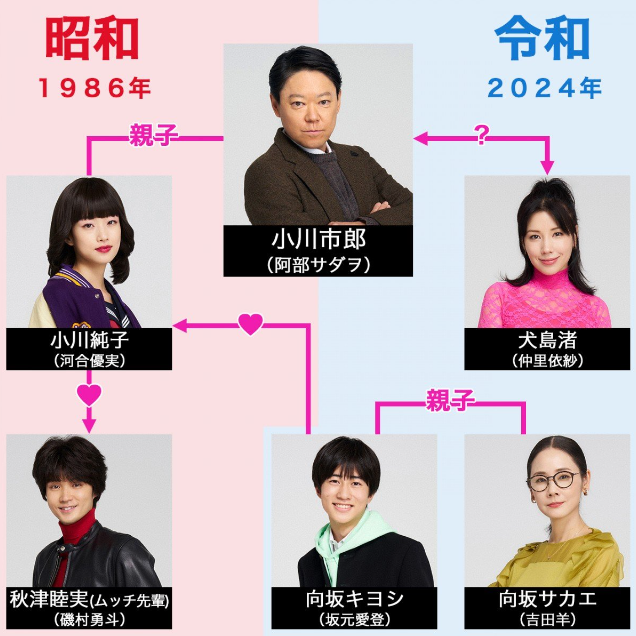 昭和
1986年
令和
2024年
親子
?
小川市郎
(阿部サダヲ)
小川純子
(河合優実)
犬島渚
(仲里依紗)
親子
秋津睦実(ムッチ先輩)
(磯村勇斗)
向坂キヨシ
(坂元愛登)
向坂サカエ
(吉田羊)